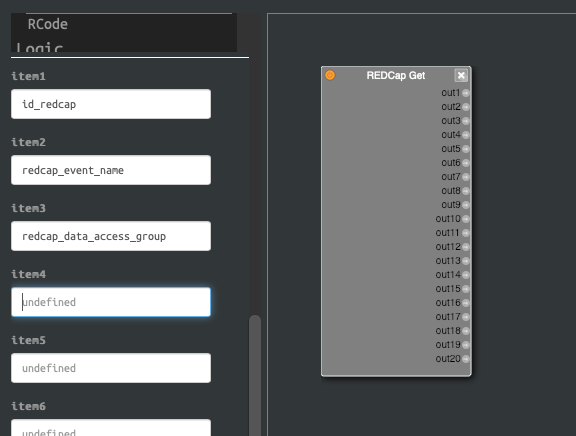 RCode
Logic
item1
id_redcap
item2
redcap_event_name
item3
redcap_data_access_group
item4
undefined
item5
undefined
item6
undefined
REDCap Get
out1
out2
out3
out4
out5
out6
out7
out8
out9
out10
out11
out12
out13
out14
out15
out16
out17
out18
out19
out20